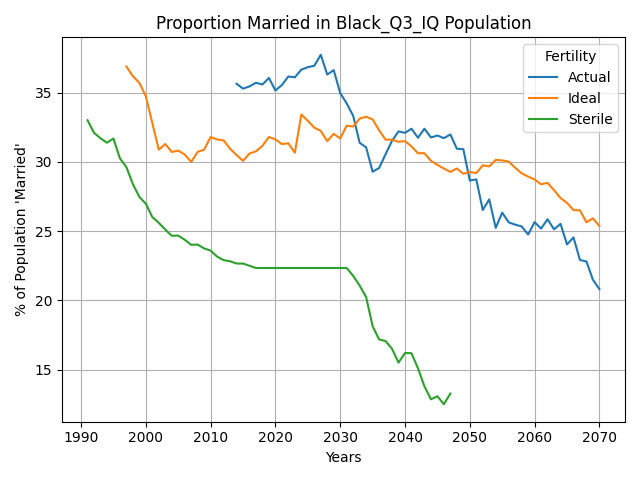 Proportion Married in Black_Q3_IQ Population
% of Population 'Married'
35
30
25
20
15
Fertility
Actual
Ideal
Sterile
1990 2000 2010 2020 2030 2040 2050 2060 2070
Years